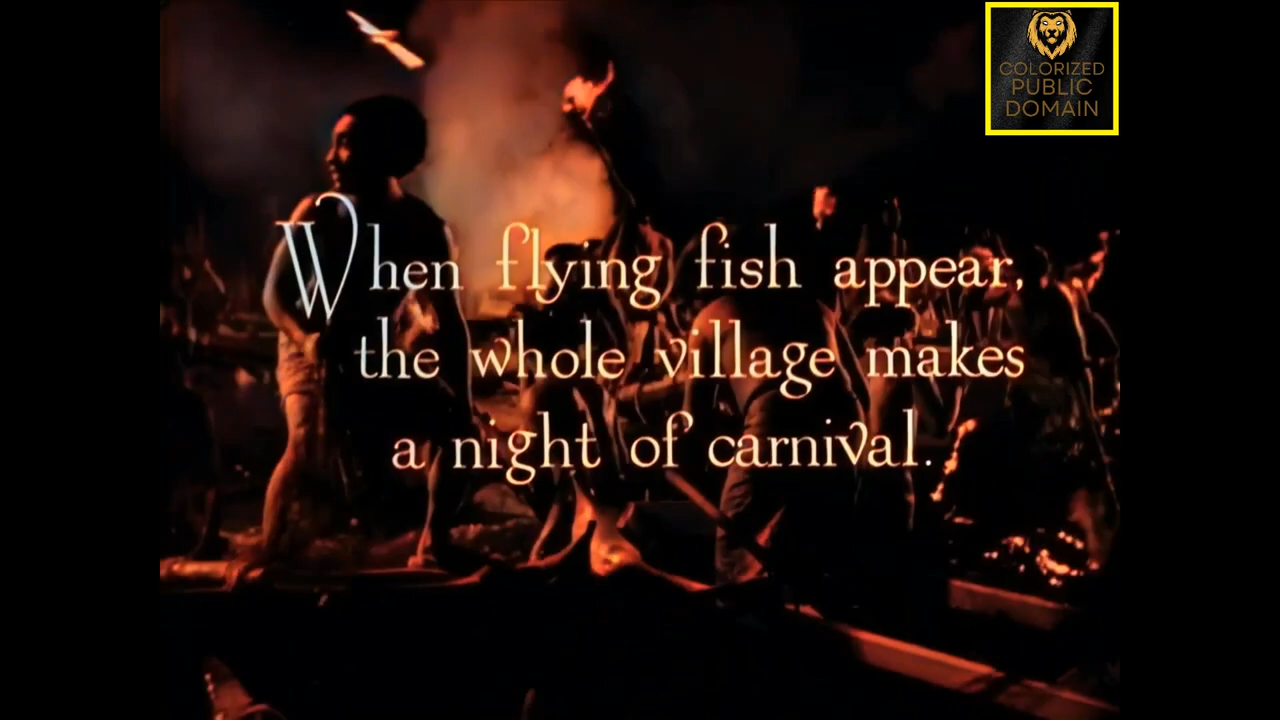 COLORIZED
PUBLIC
DOMAIN
When flying fish appear,
the whole village makes
a night of carnival.